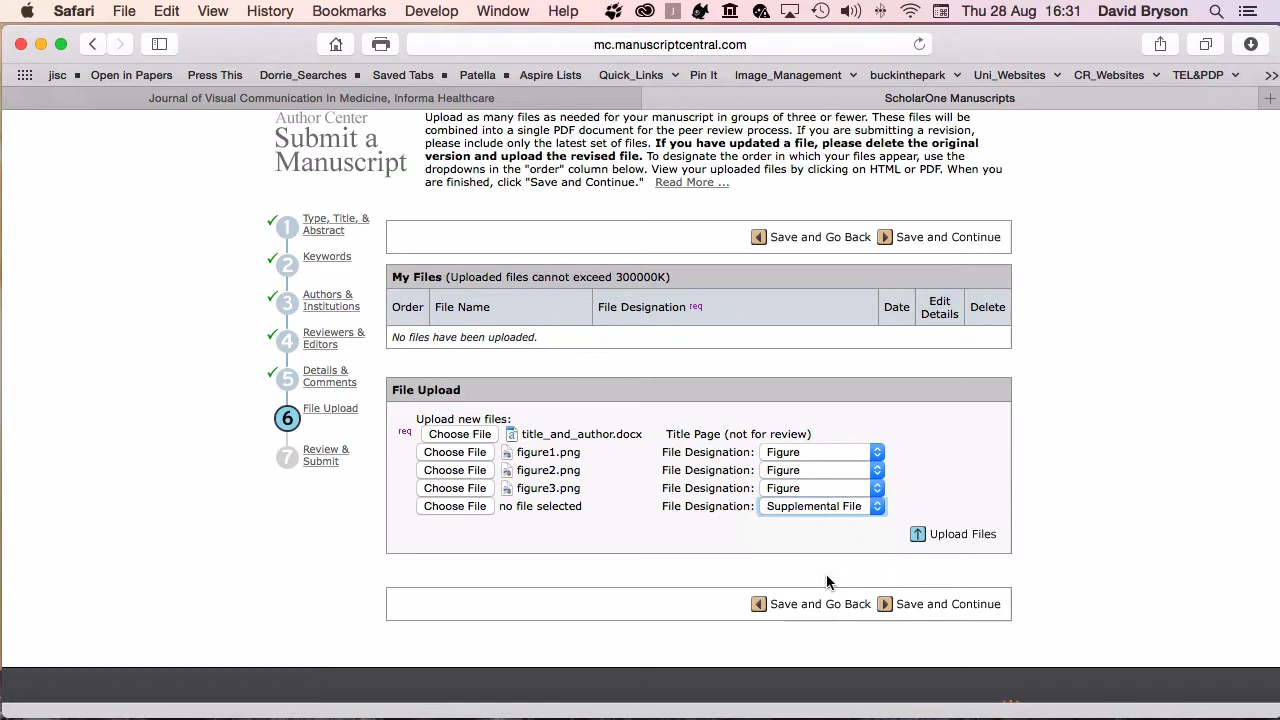 Safari File Edit View History Bookmarks Develop Window Help Thu 28 Aug 16:31 David Bryson
mc.manuscriptcentral.com
jisc Open in Papers Press This Dorrie_Searches Saved Tabs Patella Aspire Lists Quick_Links Pin It Image_Management buckinthepark Uni_Websites CR_Websites TEL&PDP
Journal of Visual Communication In Medicine, Informa Healthcare ScholarOne Manuscripts
Author Center
Submit a
Manuscript
Upload as many files as needed for your manuscript in groups of three or fewer. These files will be
combined into a single PDF document for the peer review process. If you are submitting a revision,
please include only the latest set of files. If you have updated a file, please delete the original
version and upload the revised file. To designate the order in which your files appear, use the
dropdowns in the "order" column below. View your uploaded files by clicking on HTML or PDF. When you
are finished, click "Save and Continue." Read More ...
1 Type, Title, &
Abstract
2 Keywords
3 Authors &
Institutions
4 Reviewers &
Editors
5 Details &
Comments
6 File Upload
7 Review &
Submit
Save and Go Back Save and Continue
My Files (Uploaded files cannot exceed 300000K)
Order File Name File Designation req Date Edit Details Delete
No files have been uploaded.
File Upload
Upload new files:
req Choose File title_and_author.docx Title Page (not for review)
Choose File figure1.png File Designation: Figure
Choose File figure2.png File Designation: Figure
Choose File figure3.png File Designation: Figure
Choose File no file selected File Designation: Supplemental File
Upload Files
Save and Go Back Save and Continue